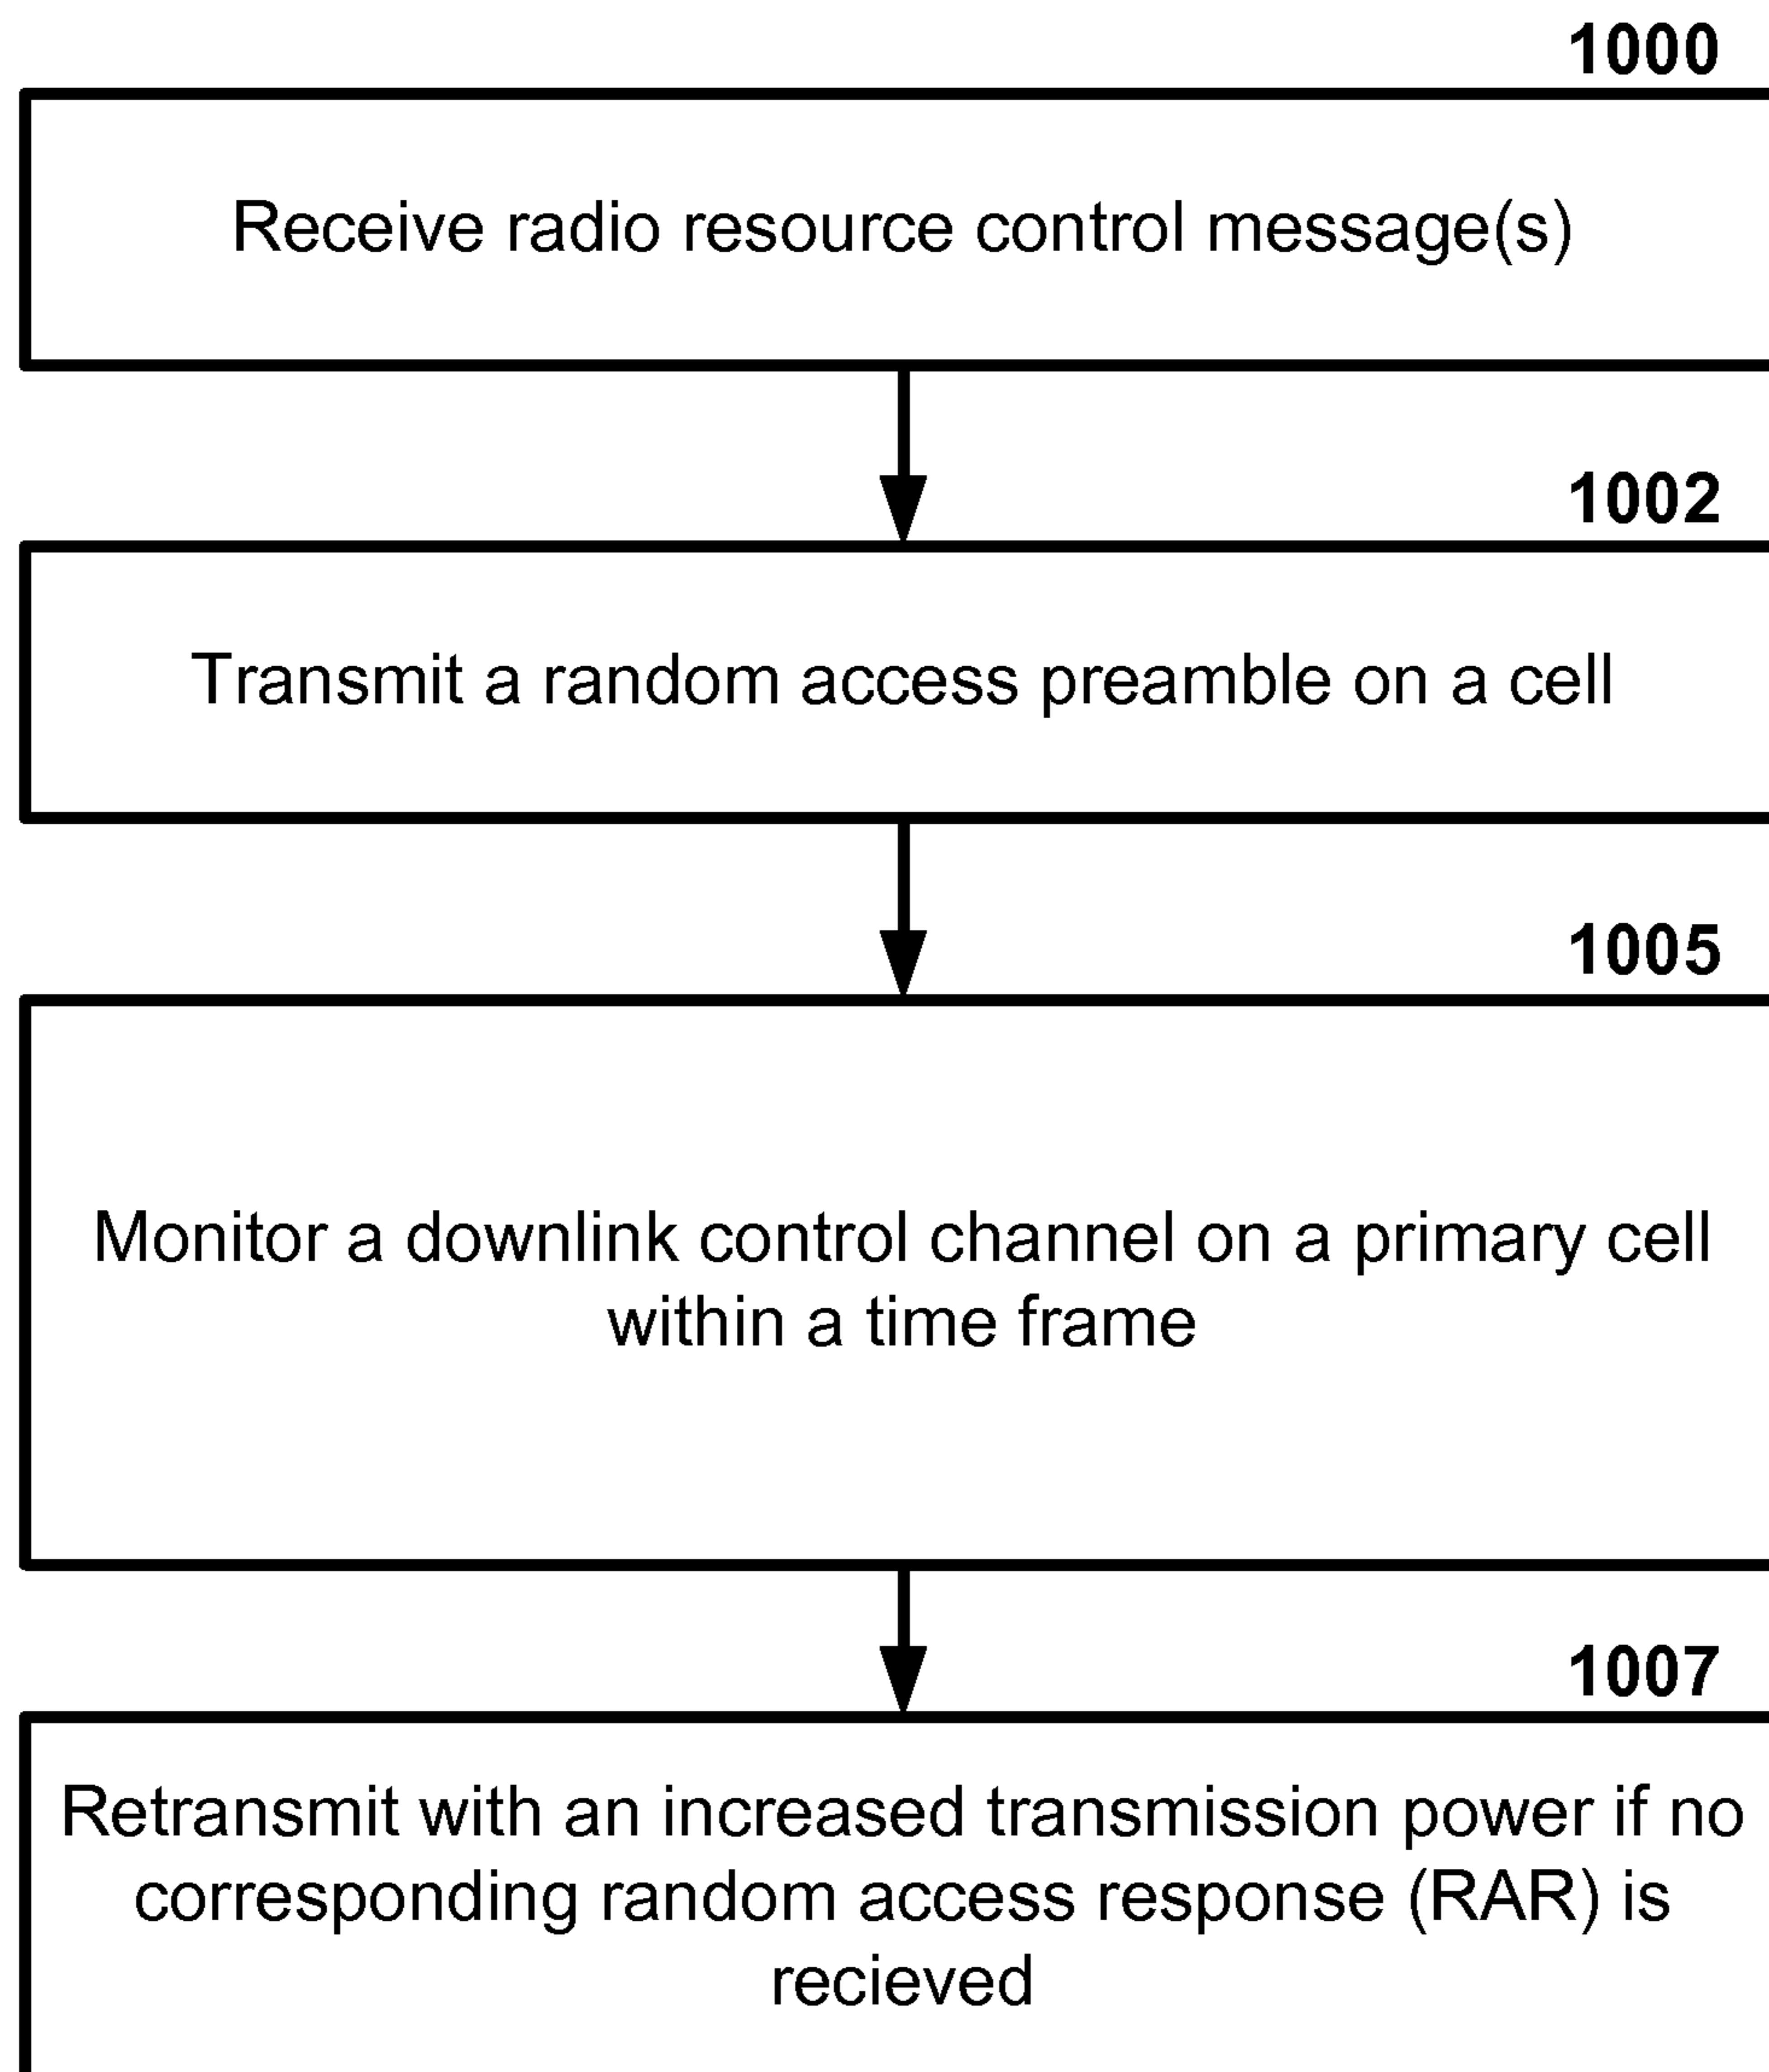 1000
Receive radio resource control message(s)
1002
Transmit a random access preamble on a cell
1005
Monitor a downlink control channel on a primary cell
within a time frame
1007
Retransmit with an increased transmission power if no
corresponding random access response (RAR) is
recieved